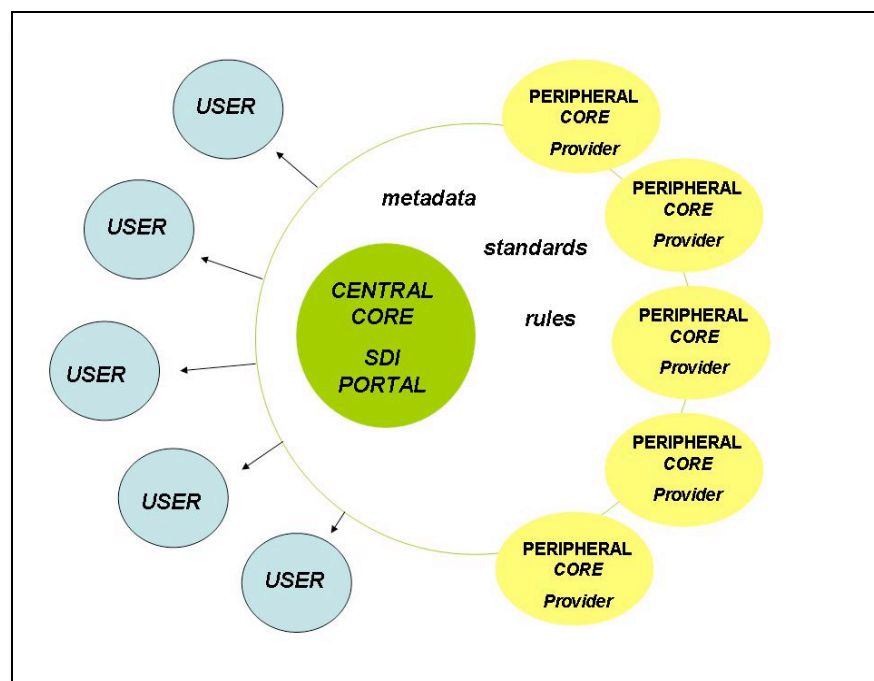 USER
USER
USER
USER
USER
metadata
standards
rules
CENTRAL
CORE
SDI
PORTAL
PERIPHERAL
CORE
Provider
PERIPHERAL
CORE
Provider
PERIPHERAL
CORE
Provider
PERIPHERAL
CORE
Provider
PERIPHERAL
CORE
Provider